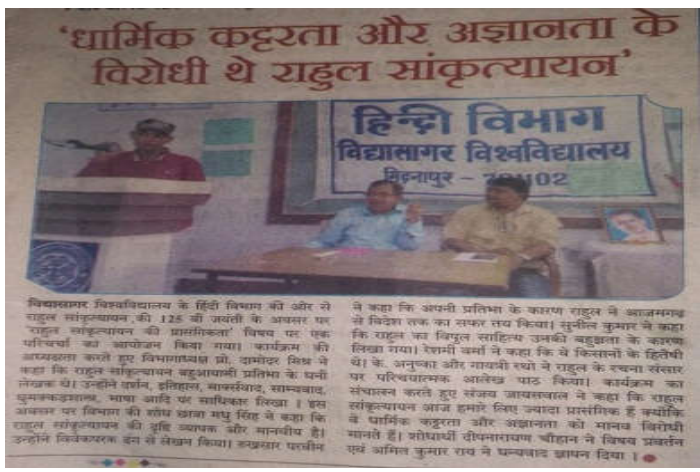 'धार्मिक कट्टरता और अज्ञानता के
विरोधी थे राहुल सांकृत्यायन'
हिन्दी विभाग
विद्यासागर विश्वविद्यालय
मिदनापुर -
विद्यासागर विश्वविद्यालय के हिंदी विभाग की ओर से
राहुल सांकृत्यायन की 125 वीं जयंती के अवसर पर
'राहुल सांकृत्यायन की प्रासंगिकता' विषय पर एक
परिचर्चा का आयोजन किया गया। कार्यक्रम की
अध्यक्षता करते हुए विभागाध्यक्ष प्रो. दामोदर मिश्र ने
कहा कि राहुल सांकृत्यायन बहुआयामी प्रतिभा के धनी
लेखक थे। उन्होंने दर्शन, इतिहास, मार्क्सवाद, साम्यवाद,
घुमक्कड़शास्त्र, भाषा आदि पर साधिकार लिखा। इस
अवसर पर विभाग की शोध छात्रा मधु सिंह ने कहा कि
राहुल सांकृत्यायन की दृष्टि व्यापक और मानवीय है।
उन्होंने विवेकपरक ढंग से लेखन किया। रुखसार परवीन
ने कहा कि अपनी प्रतिभा के कारण राहुल ने आजमगढ़
से विदेश तक का सफर तय किया। सुनील कुमार ने कहा
कि राहुल का विपुल साहित्य उनकी बहुज्ञता के कारण
लिखा गया। रेशमी वर्मा ने कहा कि वे किसानों के हितैषी
थे। के. अनुष्का और गायत्री रथो ने राहुल के रचना संसार
पर परिचयात्मक आलेख पाठ किया। कार्यक्रम का
संचालन करते हुए संजय जायसवाल ने कहा कि राहुल
सांकृत्यायन आज हमारे लिए ज्यादा प्रासंगिक हैं क्योंकि
वे धार्मिक कट्टरता और अज्ञानता को मानव विरोधी
मानते हैं। शोधार्थी दीपनारायण चौहान ने विषय प्रवर्त्तन
एवं अमित कुमार राय ने धन्यवाद ज्ञापन दिया।